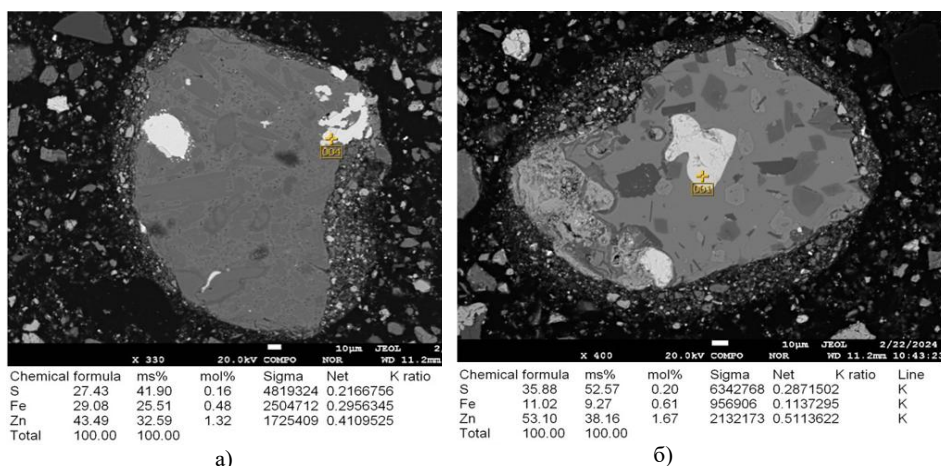 004
10µm JEOL 2/
X 330 20.0kV COMPO NOR WD 11.2mm
Chemical formula ms% mol% Sigma Net K ratio
S 27.43 41.90 0.16 4819324 0.2166756
Fe 29.08 25.51 0.48 2504712 0.2956345
Zn 43.49 32.59 1.32 1725409 0.4109525
Total 100.00 100.00
а)
10µm JEOL 2/22/2024
X 400 20.0kV COMPO NOR WD 11.2mm 10:43:23
Chemical formula ms% mol% Sigma Net K ratio Line
S 35.88 52.57 0.20 6342768 0.2871502 K
Fe 11.02 9.27 0.61 956906 0.1137295 K
Zn 53.10 38.16 1.67 2132173 0.5113622 K
Total 100.00 100.00
б)